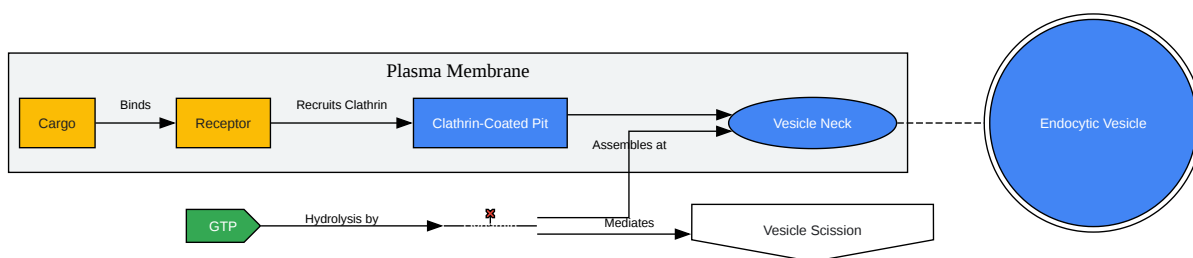 Plasma Membrane
Cargo
Binds
Receptor
Recruits Clathrin
Clathrin-Coated Pit
Vesicle Neck
Endocytic Vesicle
Assembles at
GTP
Hydrolysis by
Mediates
Vesicle Scission